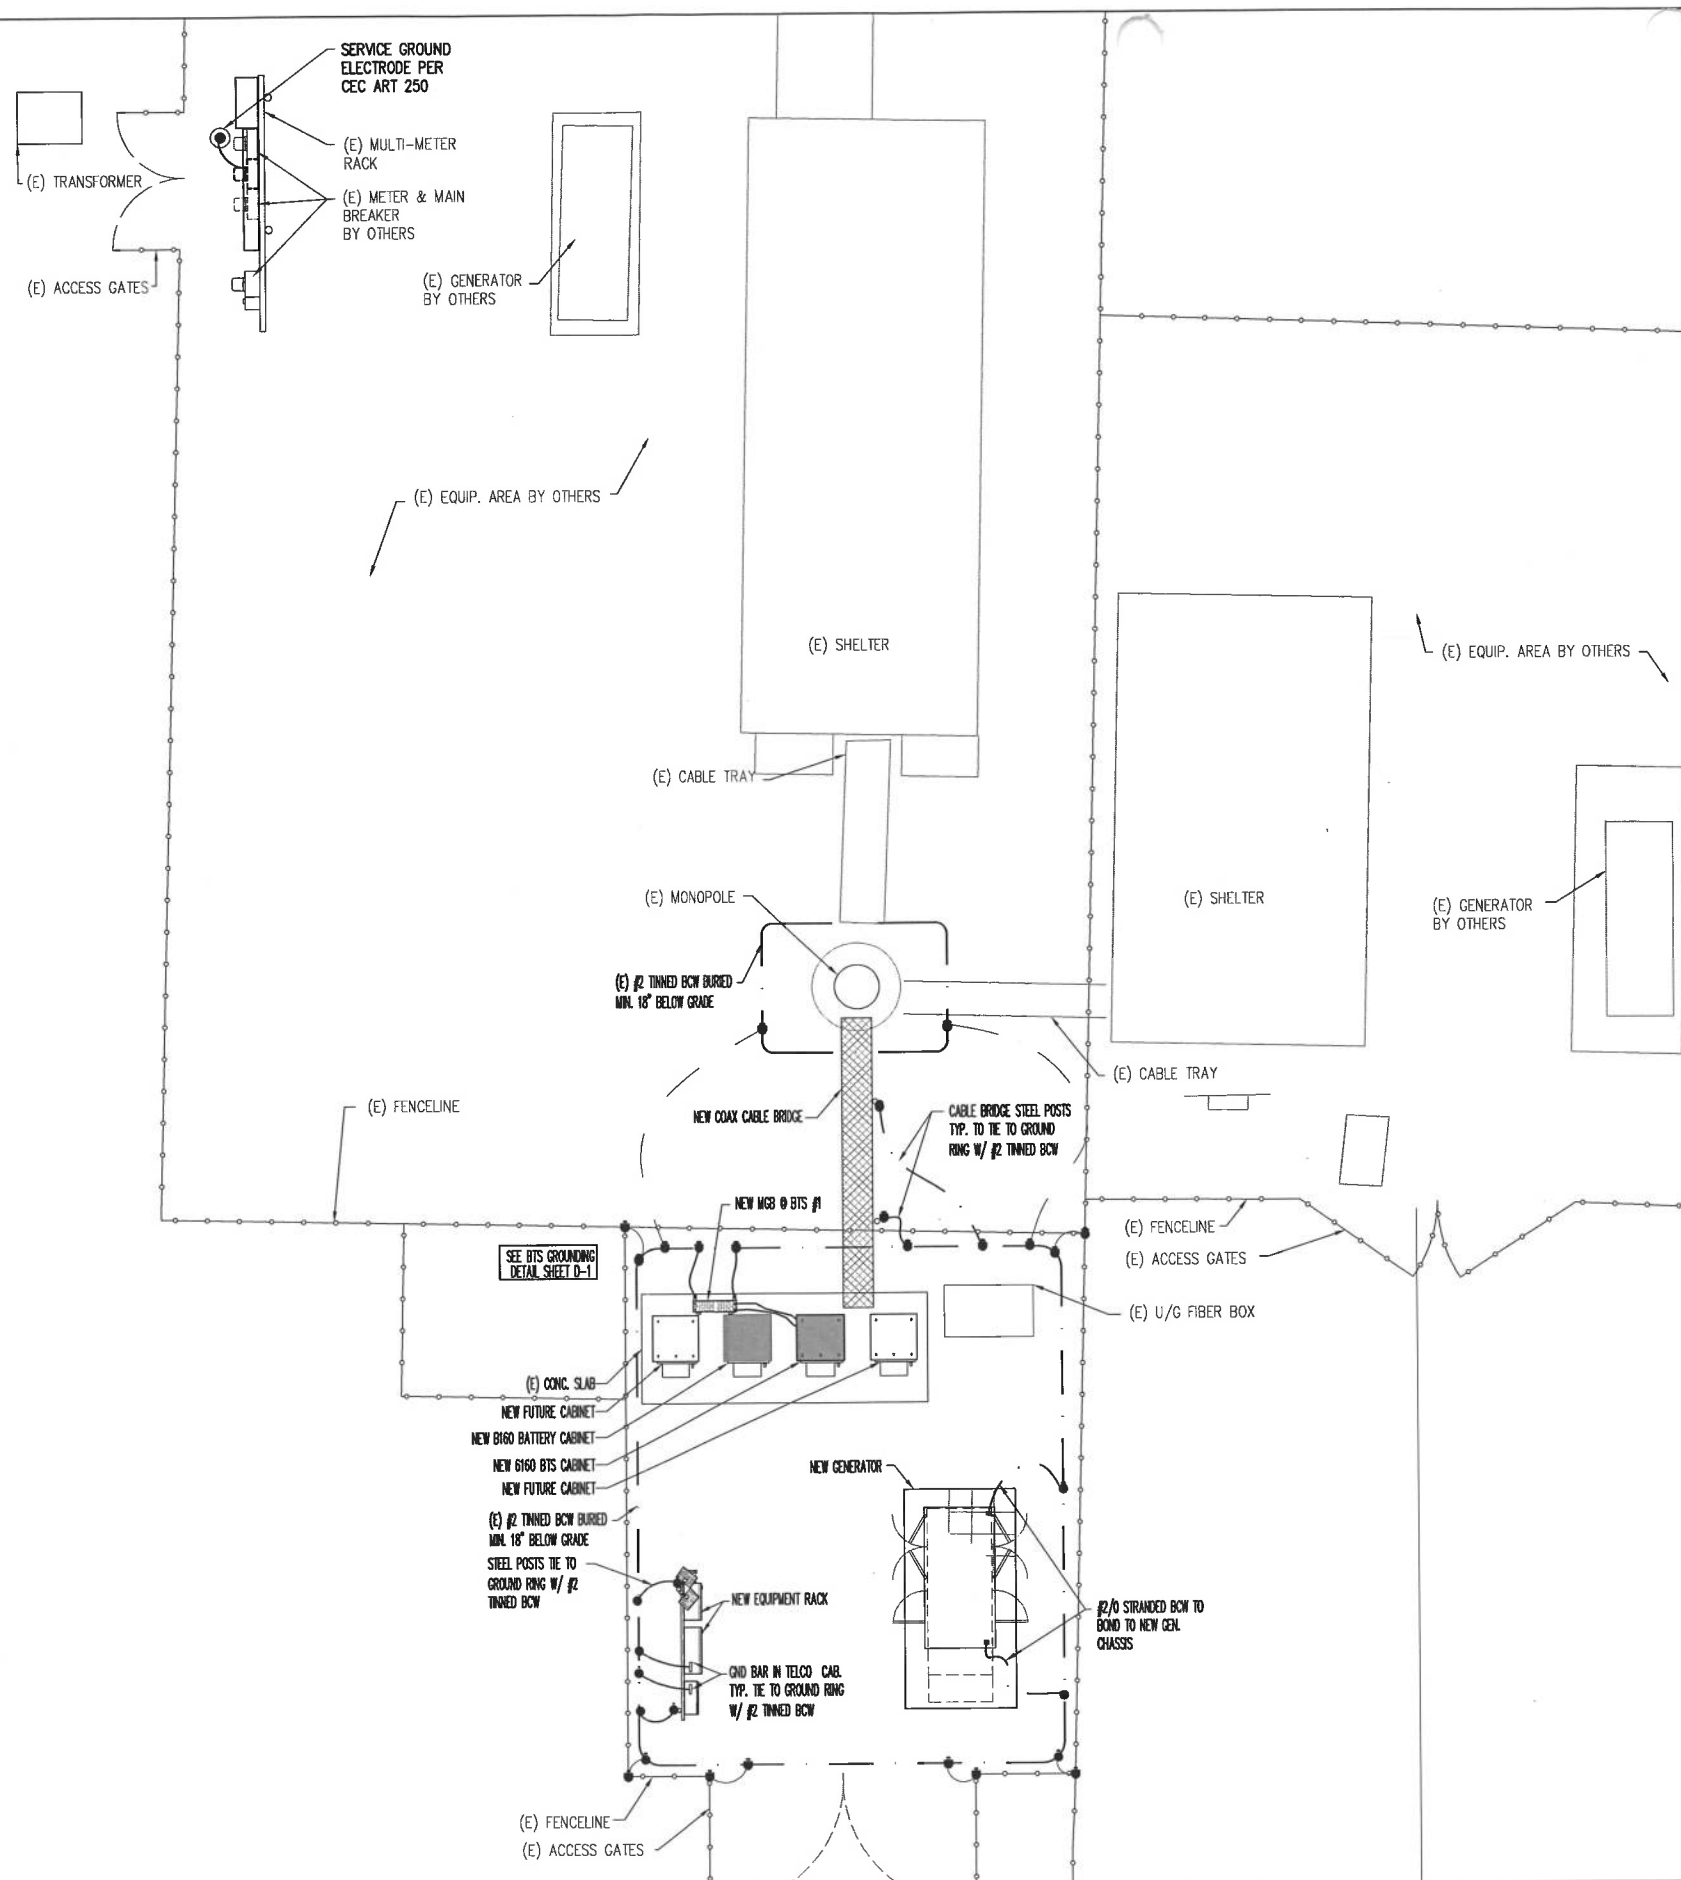 SERVICE GROUND
ELECTRODE PER
CEC ART 250
(E) MULTI-METER
RACK
(E) TRANSFORMER
(E) METER & MAIN
BREAKER
BY OTHERS
(E) ACCESS GATES
(E) GENERATOR
BY OTHERS
(E) EQUIP. AREA BY OTHERS
(E) SHELTER
(E) EQUIP. AREA BY OTHERS
(E) CABLE TRAY
(E) MONOPOLE
(E) SHELTER
(E) GENERATOR
BY OTHERS
(E) #2 TINNED BCW BURIED
MIN. 18" BELOW GRADE
(E) CABLE TRAY
(E) FENCELINE
NEW COAX CABLE BRIDGE
CABLE BRIDGE STEEL POSTS
TYP. TO TIE TO GROUND
RING W/ #2 TINNED BCW
NEW MGB @ BTS #1
(E) FENCELINE
(E) ACCESS GATES
SEE BTS GROUNDING
DETAIL SHEET D-1
(E) U/G FIBER BOX
(E) CONC. SLAB
NEW FUTURE CABINET
NEW B160 BATTERY CABINET
NEW 6160 BTS CABINET
NEW FUTURE CABINET
NEW GENERATOR
(E) #2 TINNED BCW BURIED
MIN. 18" BELOW GRADE
STEEL POSTS TIE TO
GROUND RING W/ #2
TINNED BCW
NEW EQUIPMENT RACK
#2/0 STRANDED BCW TO
BOND TO NEW GEN.
CHASSIS
GND BAR IN TELCO CAB.
TYP. TIE TO GROUND RING
W/ #2 TINNED BCW
(E) FENCELINE
(E) ACCESS GATES